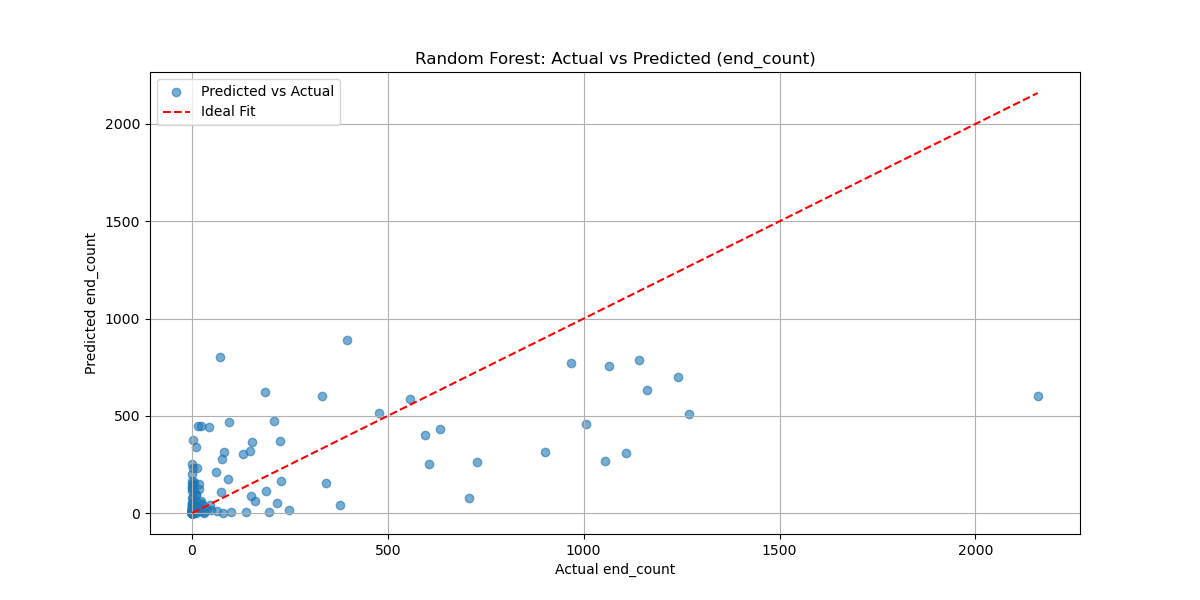 Random Forest: Actual vs Predicted (end_count)
Predicted vs Actual
Ideal Fit
Predicted end_count
2000
1500
1000
500
0
0 500 1000 1500 2000
Actual end_count